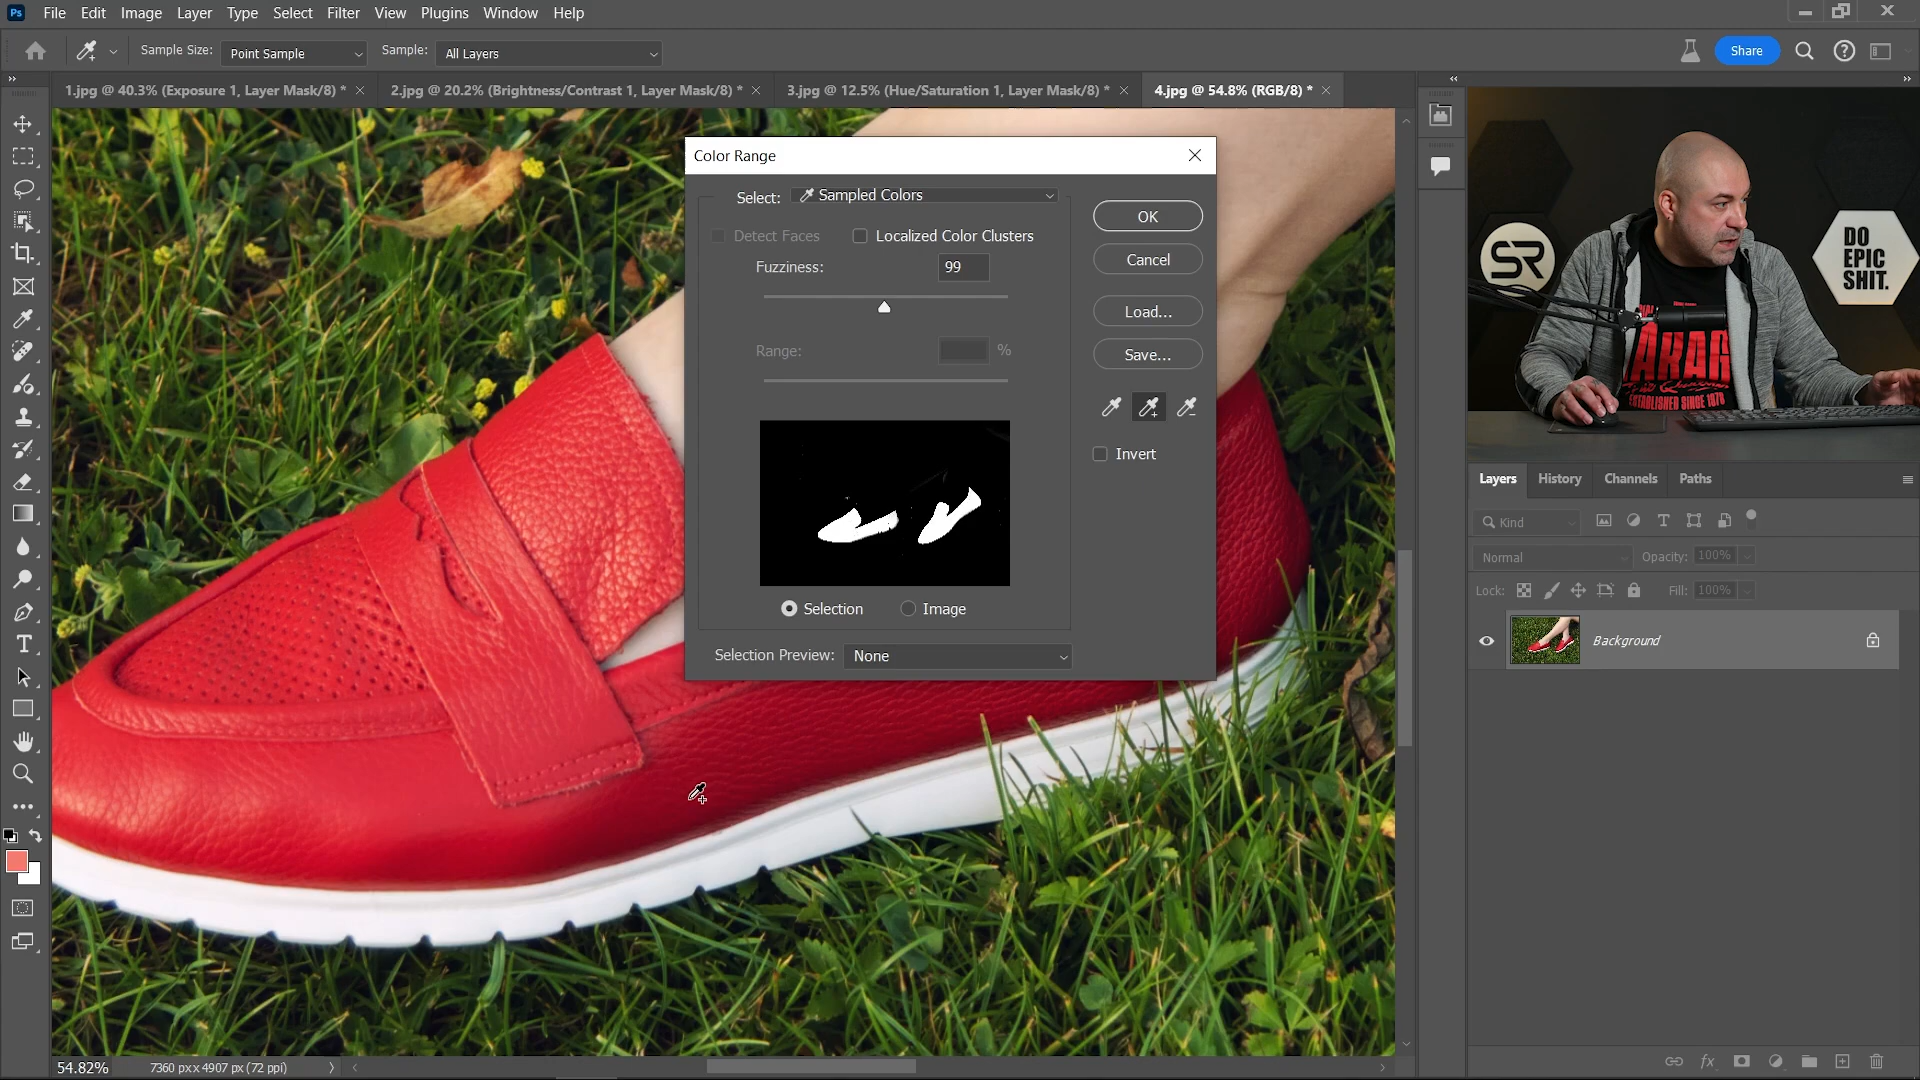 Ps File Edit Image Layer Type Select Filter View Plugins Window Help
Sample Size: Point Sample Sample: All Layers Share
1.jpg @ 40.3% (Exposure 1, Layer Mask/8) * 2.jpg @ 20.2% (Brightness/Contrast 1, Layer Mask/8) * 3.jpg @ 12.5% (Hue/Saturation 1, Layer Mask/8) * 4.jpg @ 54.8% (RGB/8) *
Color Range
Select: Sampled Colors
OK
Detect Faces Localized Color Clusters
Fuzziness: 99
Cancel
Load...
Range: %
Save...
Invert
Selection Image
Selection Preview: None
SR
DO
EPIC
SHIT.
ESTABLISHED SINCE 1878
Layers History Channels Paths
Kind
Normal Opacity: 100%
Lock: Fill: 100%
Background
T
fx
54.82% 7360 px x 4907 px (72 ppi)